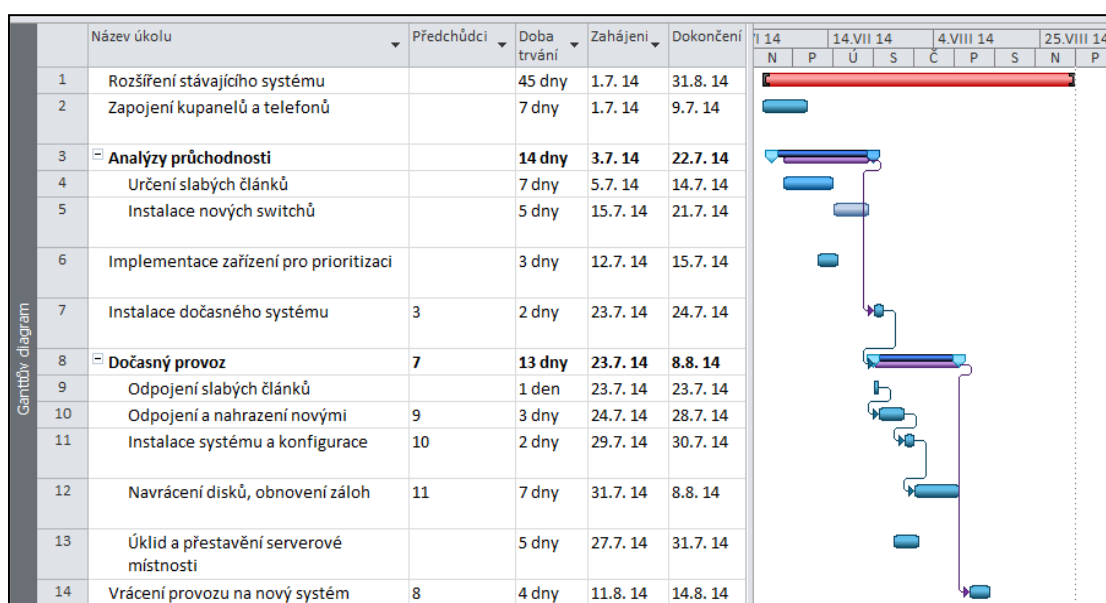 Název úkolu Předchůdci Doba trvání Zahájení Dokončení
14.VII 14 4.VIII 14 25.VIII 14
N P Ú S Č P S N P
1 Rozšíření stávajícího systému 45 dny 1.7. 14 31.8. 14
2 Zapojení kupanelů a telefonů 7 dny 1.7. 14 9.7. 14
3 Analýzy průchodnosti 14 dny 3.7. 14 22.7. 14
4 Určení slabých článků 7 dny 5.7. 14 14.7. 14
5 Instalace nových switchů 5 dny 15.7. 14 21.7. 14
6 Implementace zařízení pro prioritizaci 3 dny 12.7. 14 15.7. 14
7 Instalace dočasného systému 3 2 dny 23.7. 14 24.7. 14
8 Dočasný provoz 7 13 dny 23.7. 14 8.8. 14
9 Odpojení slabých článků 1 den 23.7. 14 23.7. 14
10 Odpojení a nahrazení novými 9 3 dny 24.7. 14 28.7. 14
11 Instalace systému a konfigurace 10 2 dny 29.7. 14 30.7. 14
12 Navrácení disků, obnovení záloh 11 7 dny 31.7. 14 8.8. 14
13 Úklid a přestavění serverové 5 dny 27.7. 14 31.7. 14
místnosti
14 Vrácení provozu na nový systém 8 4 dny 11.8. 14 14.8. 14
Ganttův diagram